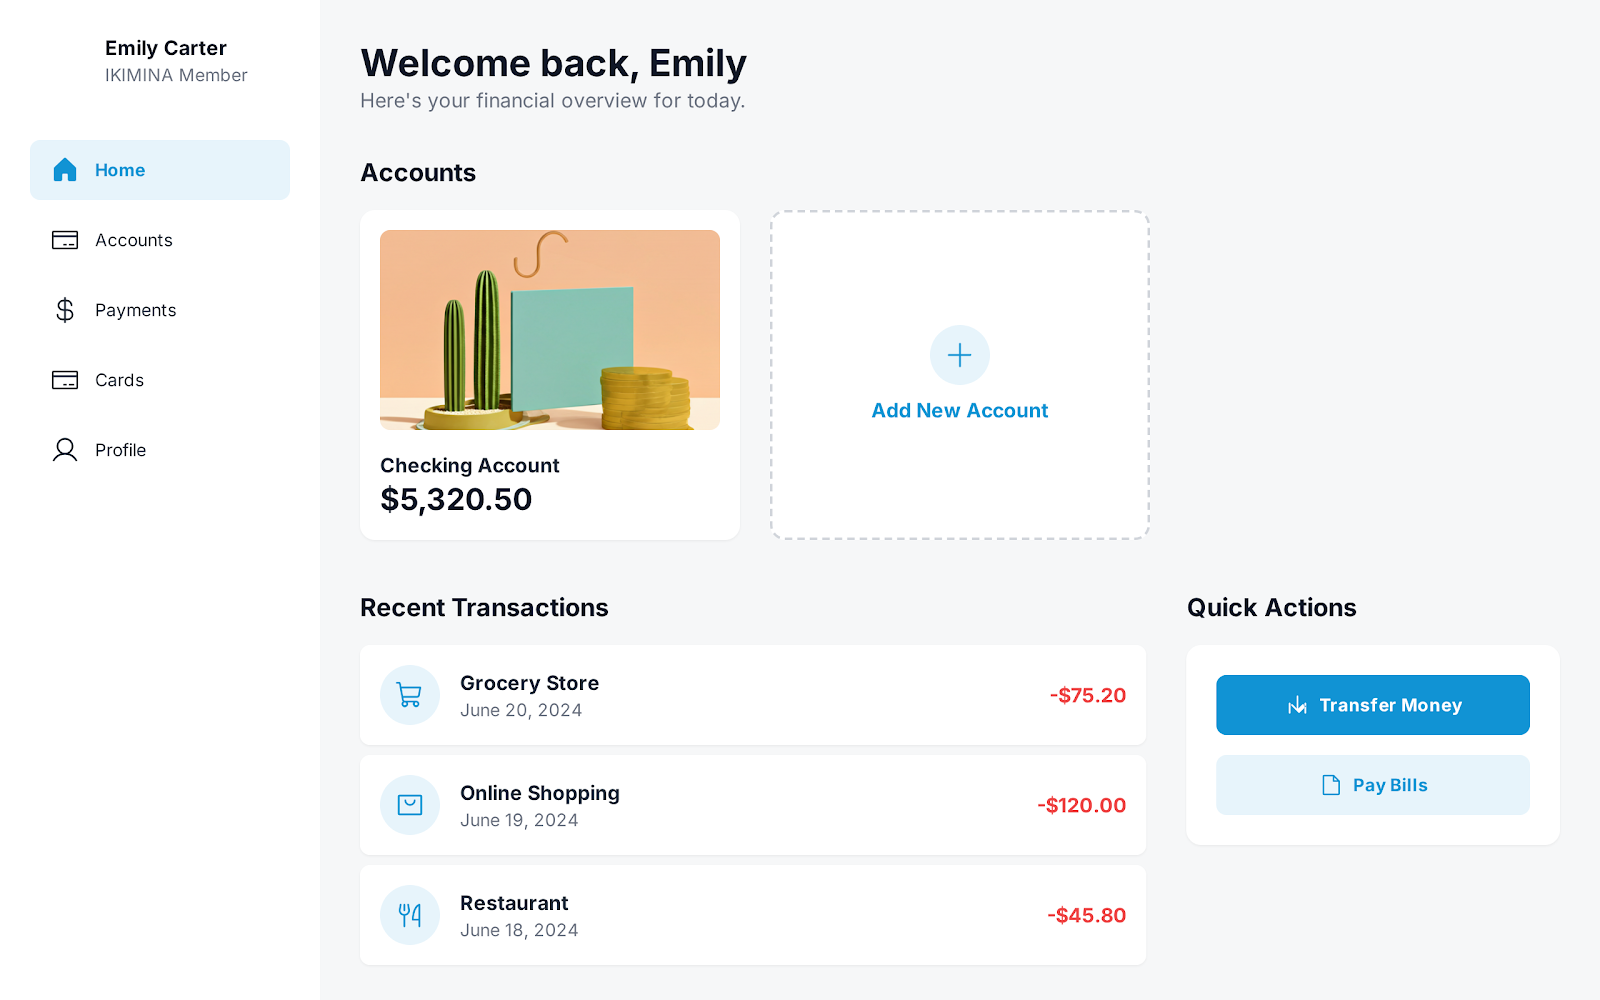 Emily Carter
IKIMINA Member
Home
Accounts
Payments
Cards
Profile
Welcome back, Emily
Here's your financial overview for today.
Accounts
Checking Account
$5,320.50
Add New Account
Recent Transactions
Grocery Store
June 20, 2024
-$75.20
Online Shopping
June 19, 2024
-$120.00
Restaurant
June 18, 2024
-$45.80
Quick Actions
Transfer Money
Pay Bills